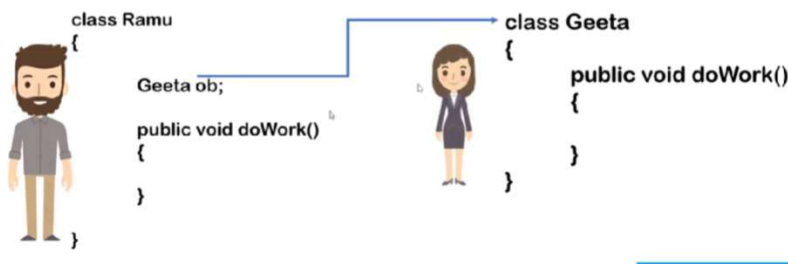 class Ramu
{
Geeta ob;
public void doWork()
{
}
}
class Geeta
{
public void doWork()
{
}
}